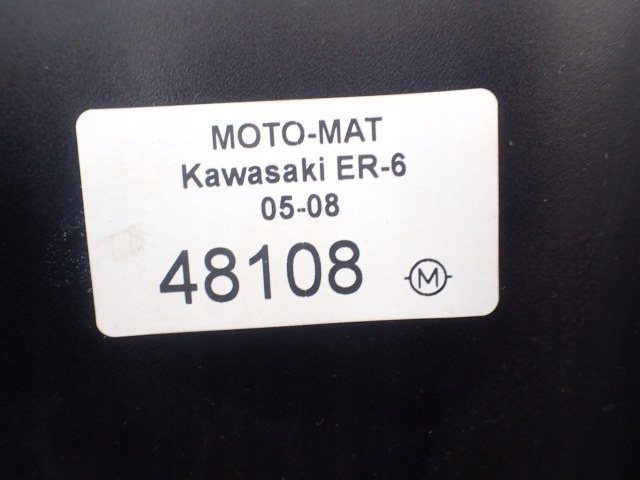 MOTO-MAT
Kawasaki ER-6
05-08
48108 M